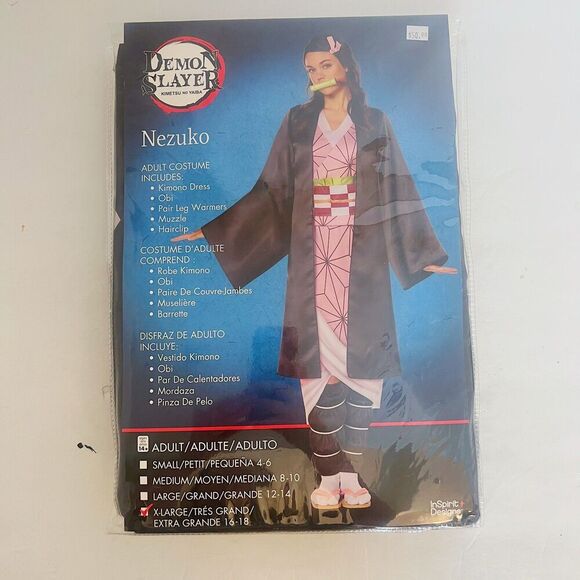 $50.99
DEMON
SLAYER
KIMETSU NO YAIBA
Nezuko
ADULT COSTUME
INCLUDES:
• Kimono Dress
• Obi
• Pair Leg Warmers
• Muzzle
• Hairclip
COSTUME D'ADULTE
COMPREND :
• Robe Kimono
• Obi
• Paire De Couvre-Jambes
• Muselière
• Barrette
DISFRAZ DE ADULTO
INCLUYE:
• Vestido Kimono
• Obi
• Par De Calentadores
• Mordaza
• Pinza De Pelo
14+
ADULT/ADULTE/ADULTO
SMALL/PETIT/PEQUEÑA 4-6
MEDIUM/MOYEN/MEDIANA 8-10
LARGE/GRAND/GRANDE 12-14
X-LARGE/TRÉS GRAND/
EXTRA GRANDE 16-18
InSpirit
Designs